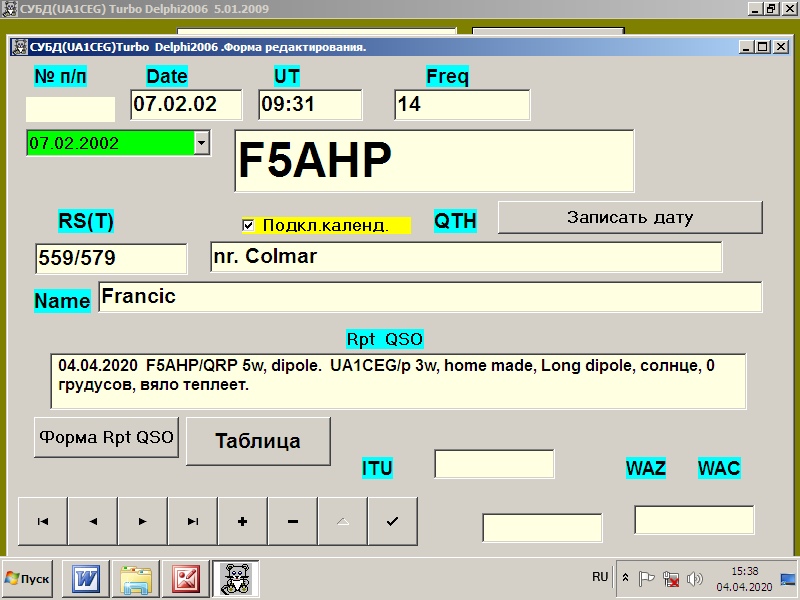 СУБД(UA1CEG) Turbo Delphi2006 5.01.2009
СУБД(UA1CEG)Turbo Delphi2006 .Форма редактирования.
№ п/п Date UT Freq
07.02.02 09:31 14
07.02.2002
F5AHP
RS(T) Подкл.календ. QTH Записать дату
559/579 nr. Colmar
Name Francic
Rpt QSO
04.04.2020 F5AHP/QRP 5w, dipole. UA1CEG/p 3w, home made, Long dipole, солнце, 0
грудусов, вяло теплеет.
Форма Rpt QSO Таблица
ITU WAZ WAC
Пуск RU 15:38
04.04.2020